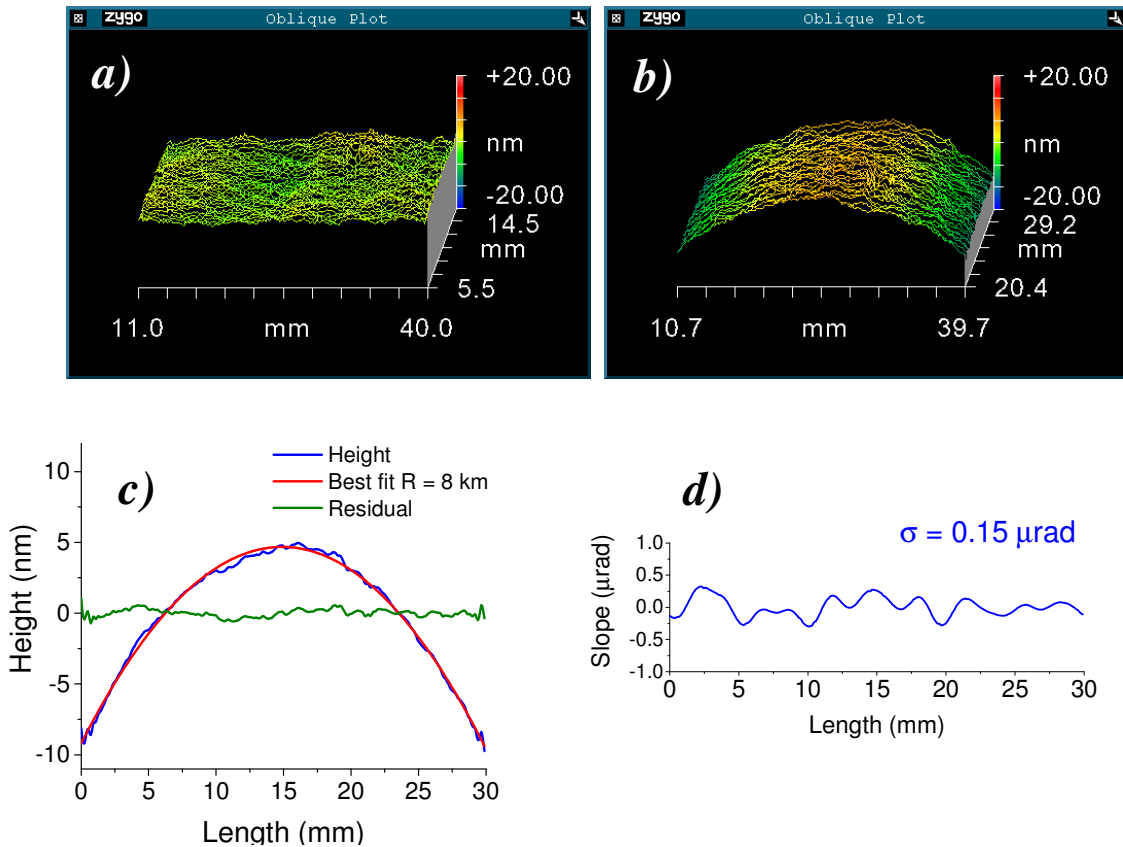 zygo Oblique Plot
a)
+20.00
nm
-20.00
14.5
mm
5.5
11.0 mm 40.0
zygo Oblique Plot
b)
+20.00
nm
-20.00
29.2
mm
20.4
10.7 mm 39.7
c)
Height
Best fit R = 8 km
Residual
10
5
0
-5
-10
Height (nm)
0 5 10 15 20 25 30
Length (mm)
d)
σ = 0.15 μrad
1.0
0.5
0.0
-0.5
-1.0
Slope (μrad)
0 5 10 15 20 25 30
Length (mm)